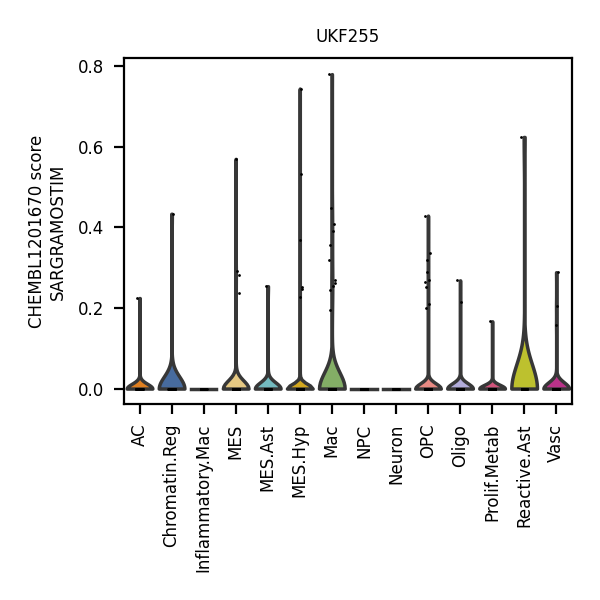 UKF255
CHEMBL1201670 score
SARGRAMOSTIM
0.8
0.6
0.4
0.2
0.0
AC
Chromatin.Reg
Inflammatory.Mac
MES
MES.Ast
MES.Hyp
Mac
NPC
Neuron
OPC
Oligo
Prolif.Metab
Reactive.Ast
Vasc